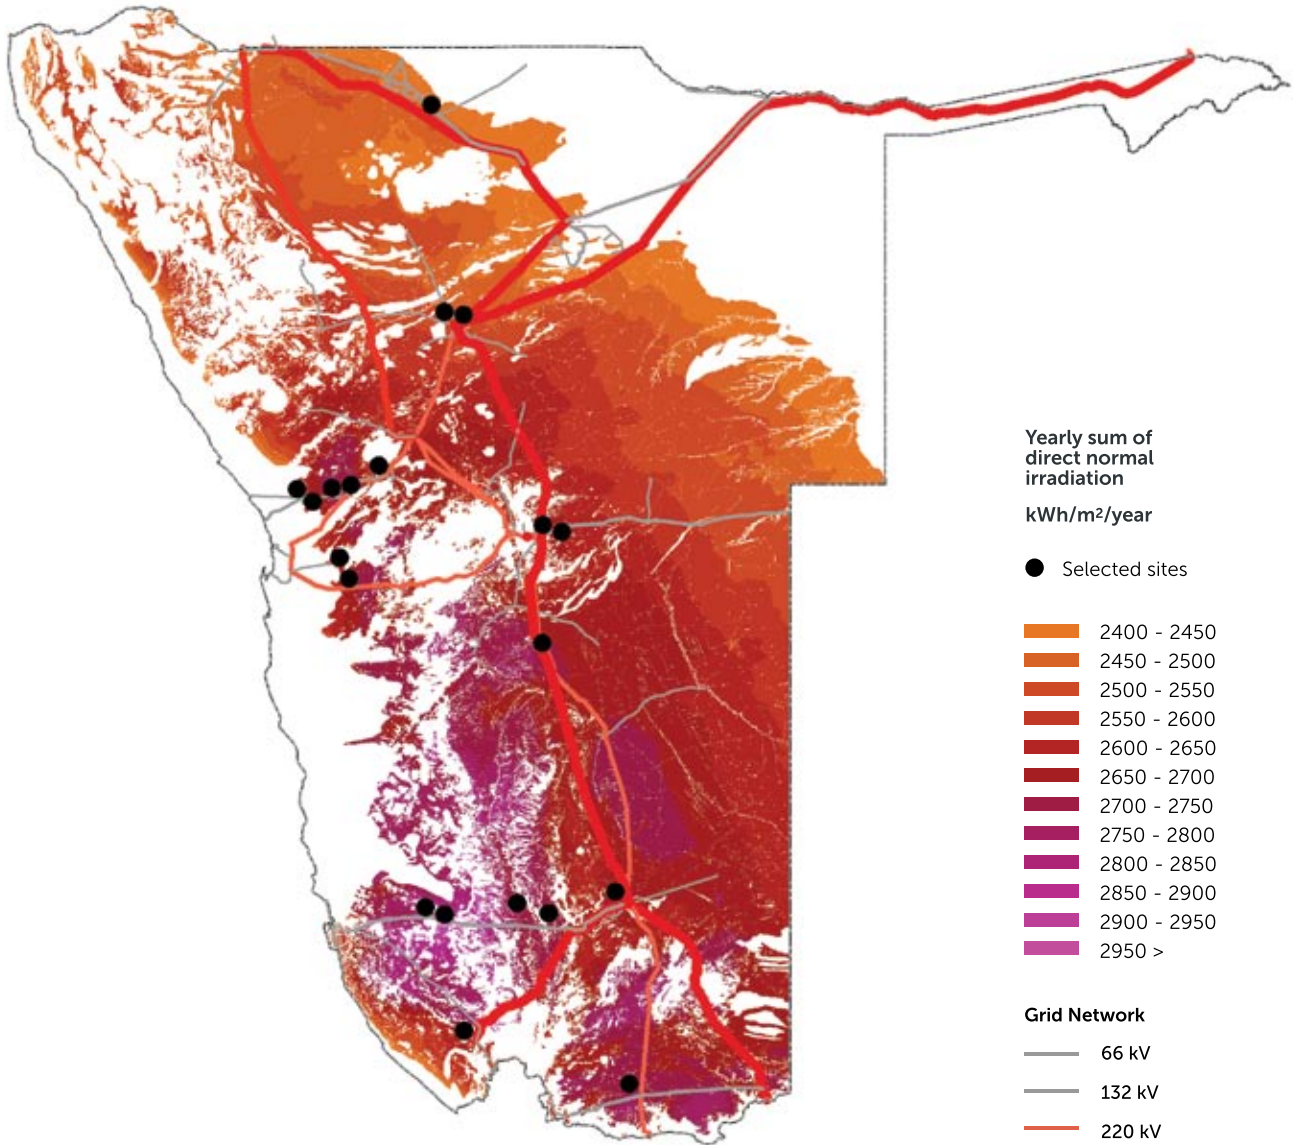 Yearly sum of
direct normal
irradiation
kWh/m²/year
Selected sites
2400 - 2450
2450 - 2500
2500 - 2550
2550 - 2600
2600 - 2650
2650 - 2700
2700 - 2750
2750 - 2800
2800 - 2850
2850 - 2900
2900 - 2950
2950 >
Grid Network
66 kV
132 kV
220 kV